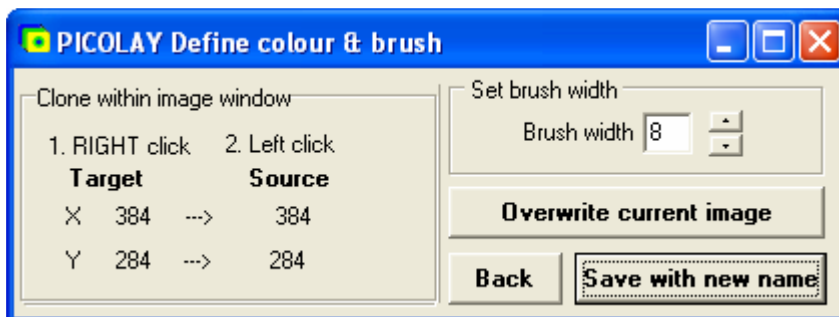 PICOLAY Define colour & brush
Clone within image window
1. RIGHT click 2. Left click
Target Source
X 384 ---> 384
Y 284 ---> 284
Set brush width
Brush width 8
Overwrite current image
Back Save with new name